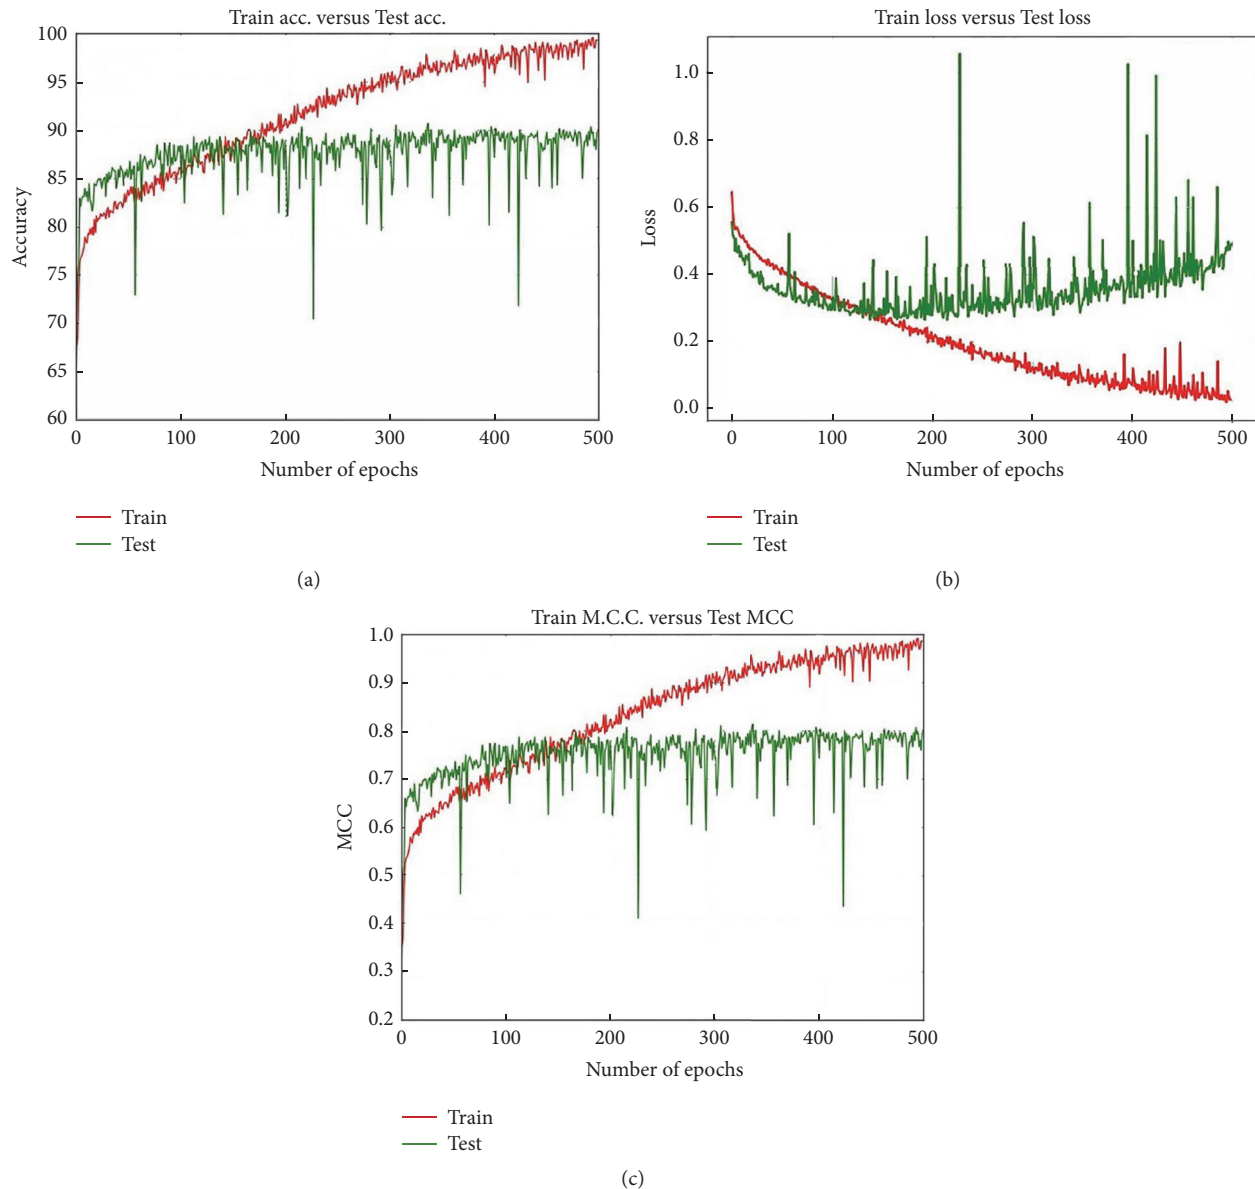 Train acc. versus Test acc.
100
95
90
85
80
75
70
65
60
Accuracy
0
100
200
300
400
500
Number of epochs
Train
Test
(a)
Train loss versus Test loss
1.0
0.8
0.6
0.4
0.2
0.0
Loss
0
100
200
300
400
500
Number of epochs
Train
Test
(b)
Train M.C.C. versus Test MCC
1.0
0.9
0.8
0.7
0.6
0.5
0.4
0.3
0.2
MCC
0
100
200
300
400
500
Number of epochs
Train
Test
(c)